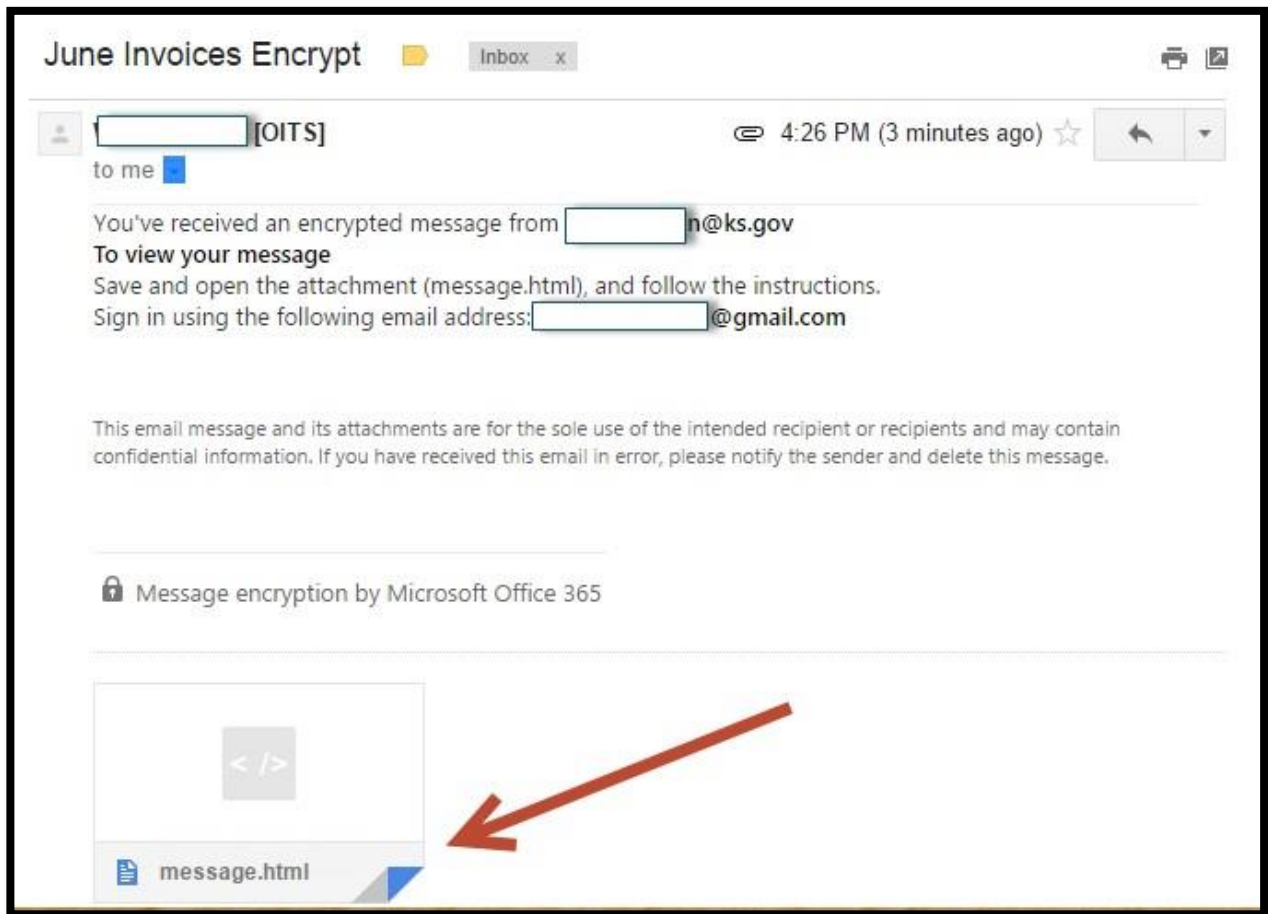 June Invoices Encrypt Inbox x
[OITS] 4:26 PM (3 minutes ago)
to me
You've received an encrypted message from n@ks.gov
To view your message
Save and open the attachment (message.html), and follow the instructions.
Sign in using the following email address: @gmail.com
This email message and its attachments are for the sole use of the intended recipient or recipients and may contain
confidential information. If you have received this email in error, please notify the sender and delete this message.
Message encryption by Microsoft Office 365
< />
message.html